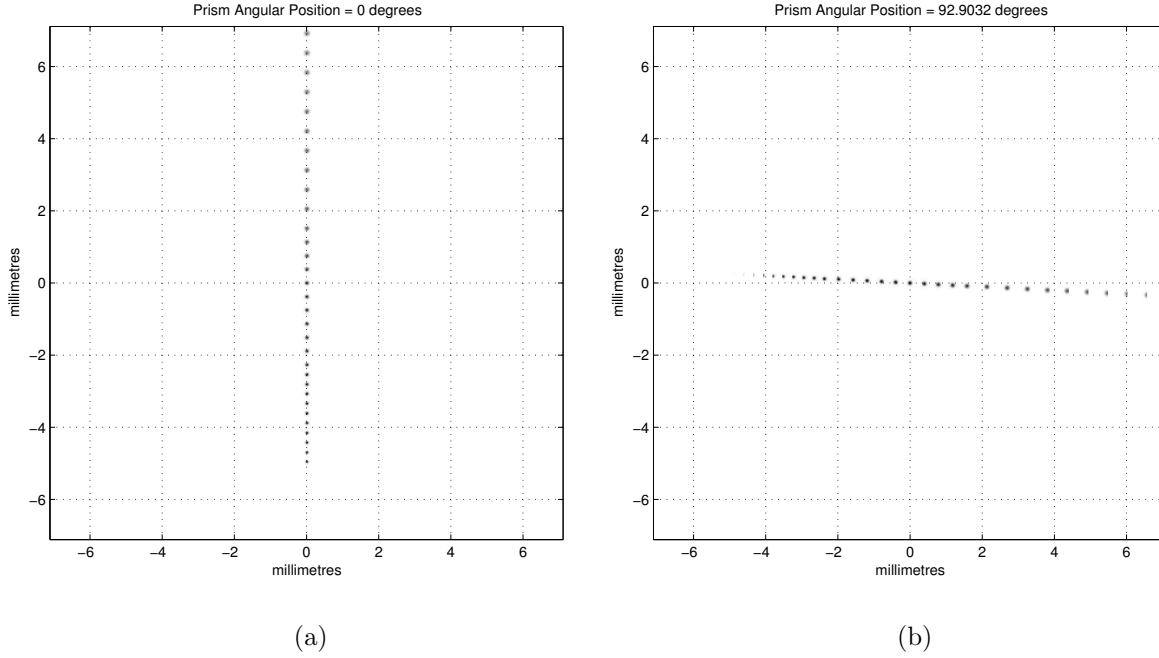 Prism Angular Position = 0 degrees
6
4
2
0
−2
−4
−6
−6 −4 −2 0 2 4 6
millimetres
millimetres
(a)
Prism Angular Position = 92.9032 degrees
6
4
2
0
−2
−4
−6
−6 −4 −2 0 2 4 6
millimetres
millimetres
(b)